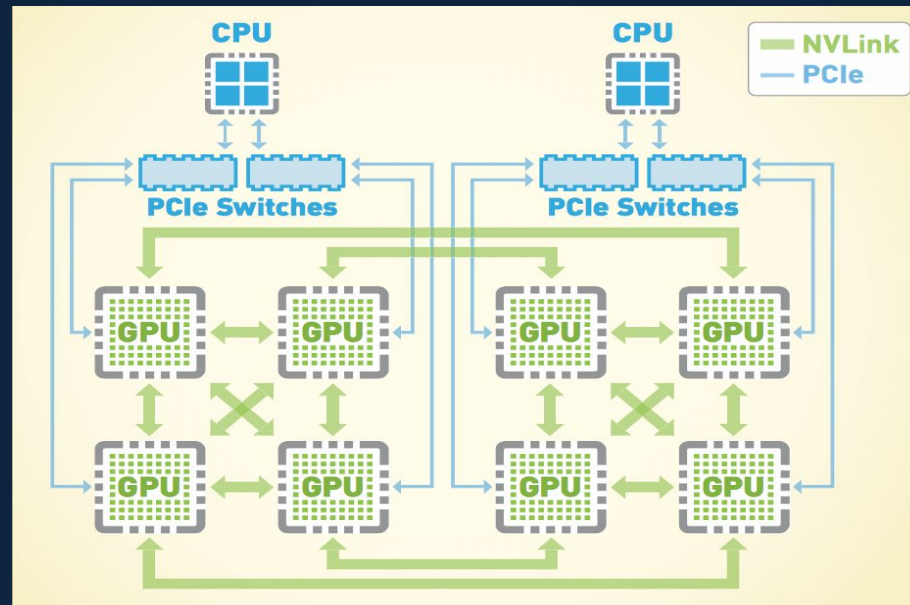 CPU
CPU
NVLink
PCIe
PCIe Switches
PCIe Switches
GPU
GPU
GPU
GPU
GPU
GPU
GPU
GPU